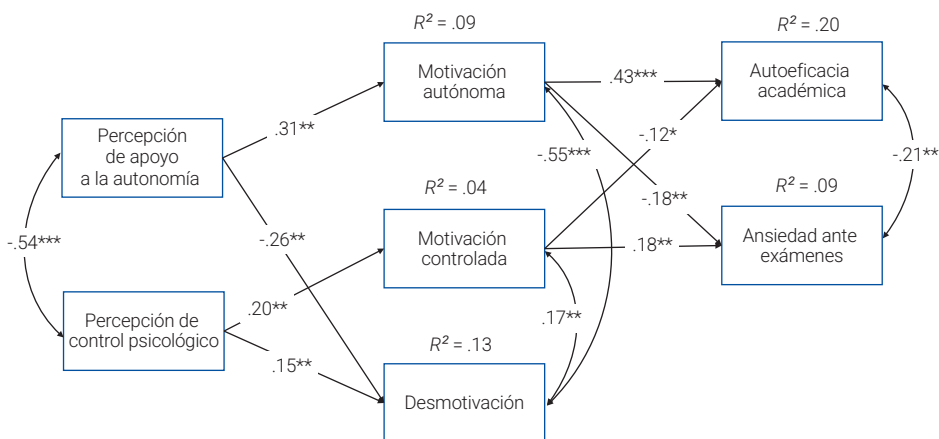 R² = .09
R² = .20
Motivación
autónoma
.43***
Autoeficacia
académica
.31**
-.12*
Percepción
de apoyo
a la autonomía
-.55***
-.21**
R² = .04
R² = .09
-.18**
-.54***
-.26**
Motivación
controlada
.18**
Ansiedad ante
exámenes
.20**
.17**
Percepción de
control psicológico
R² = .13
.15**
Desmotivación